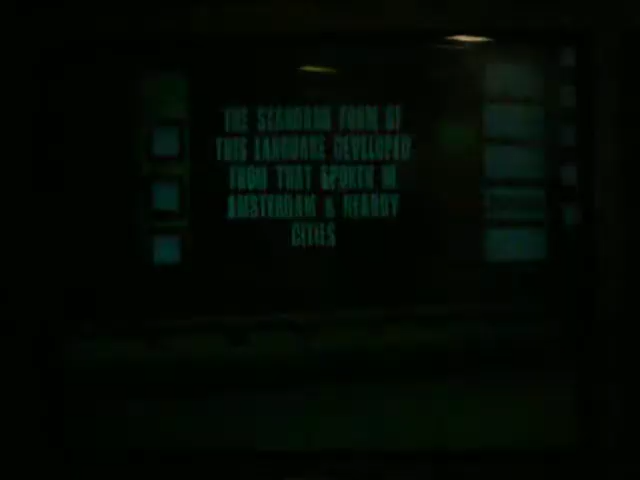 THE STANDARD FORM OF
THIS LANGUAGE DEVELOPED
FROM THAT SPOKEN IN
AMSTERDAM & NEARBY
CITIES